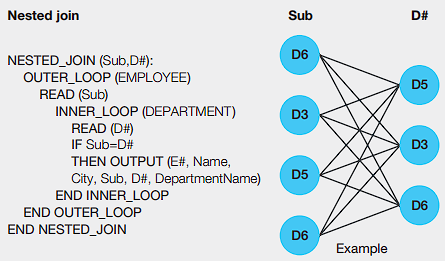 Nested join
Sub
D#
NESTED_JOIN (Sub,D#):
OUTER_LOOP (EMPLOYEE)
READ (Sub)
INNER_LOOP (DEPARTMENT)
READ (D#)
IF Sub=D#
THEN OUTPUT (E#, Name,
City, Sub, D#, DepartmentName)
END INNER_LOOP
END OUTER_LOOP
END NESTED_JOIN
D6
D3
D5
D6
D5
D3
D6
Example